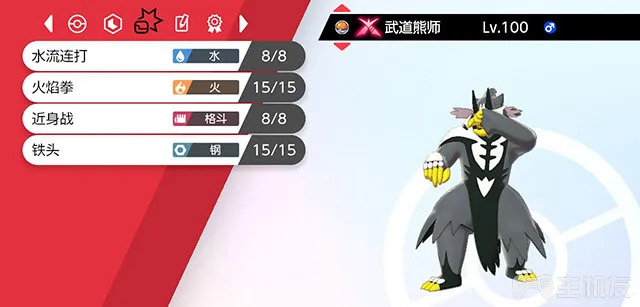 武道熊师 Lv.100
水流连打 水 8/8
火焰拳 火 15/15
近身战 格斗 8/8
铁头 钢 15/15